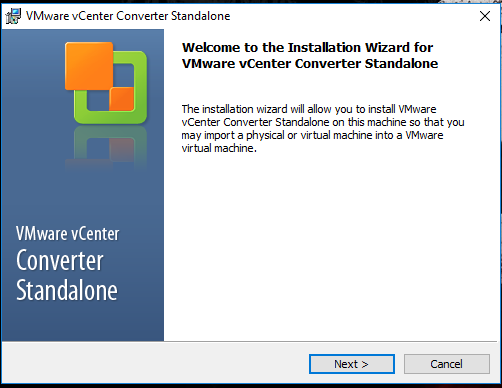 VMware vCenter Converter Standalone
Welcome to the Installation Wizard for
VMware vCenter Converter Standalone
The installation wizard will allow you to install VMware
vCenter Converter Standalone on this machine so that you
may import a physical or virtual machine into a VMware
virtual machine.
VMware vCenter
Converter
Standalone
Next >
Cancel